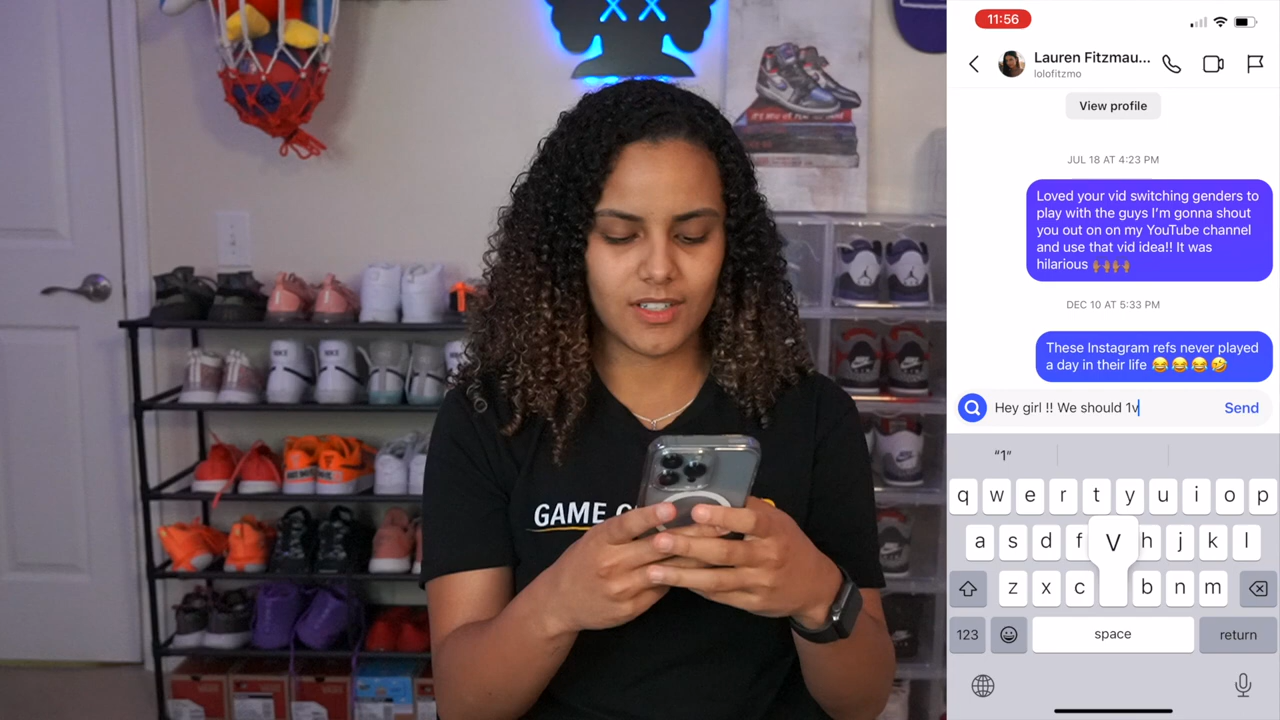 GAME
11:56
Lauren Fitzmau...
lolofitzmo
View profile
JUL 18 AT 4:23 PM
Loved your vid switching genders to
play with the guys I'm gonna shout
you out on on my YouTube channel
and use that vid idea!! It was
hilarious 🙌🏽🙌🏽
DEC 10 AT 5:33 PM
These Instagram refs never played
a day in their life 😂😂😂🤣
Hey girl !! We should 1v
Send
“1”
q w e r t y u i o p
a s d f V h j k l
z x c b n m
123
space
return